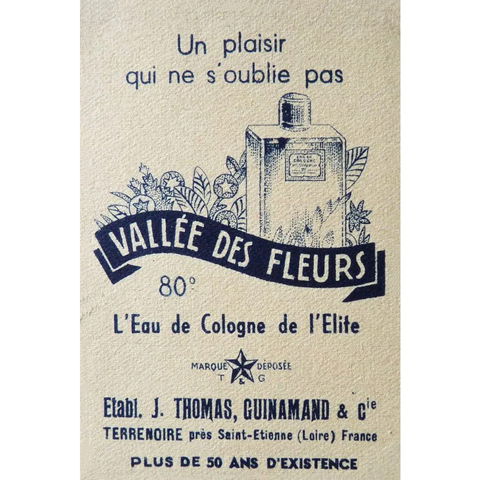 Un plaisir
qui ne s'oublie pas
VALLÉE DES FLEURS
80°
L'Eau de Cologne de l'Elite
MARQUE DÉPOSÉE
T & G
Etabl. J. THOMAS, GUINAMAND & Cie
TERRENOIRE près Saint-Etienne (Loire) France
PLUS DE 50 ANS D'EXISTENCE